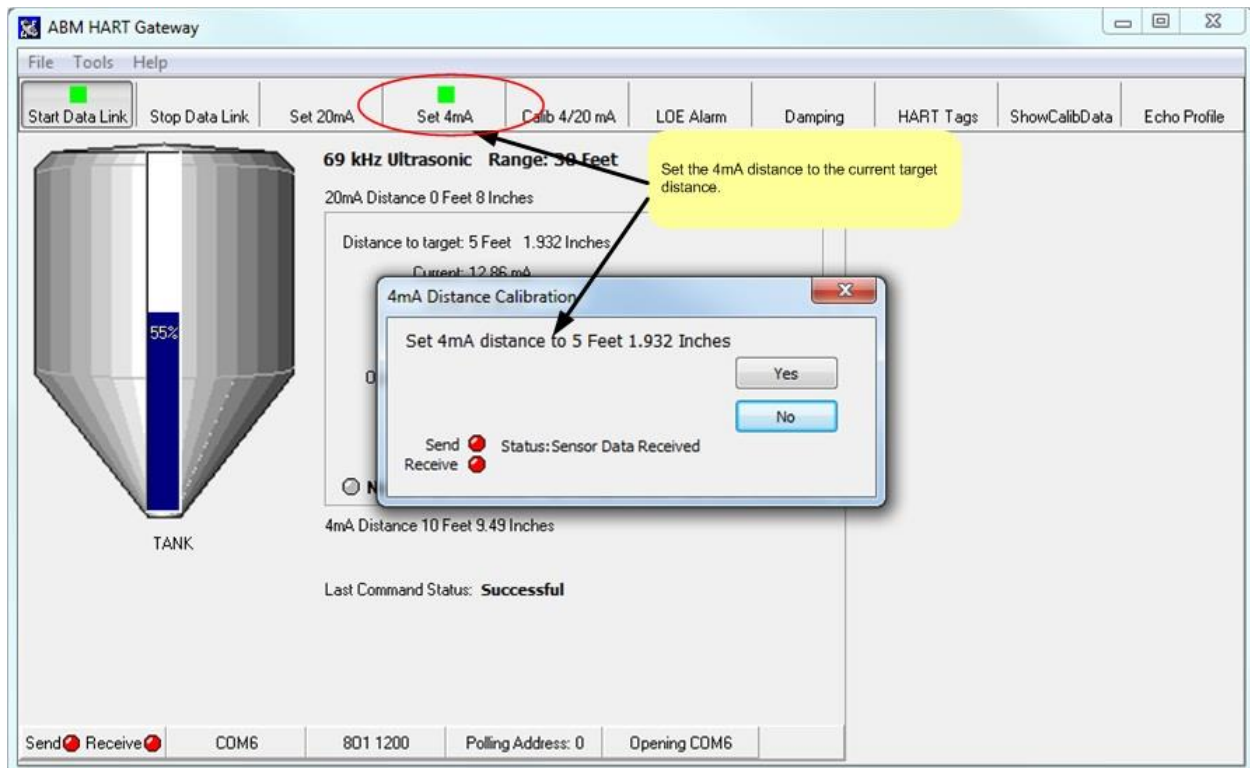 ABM HART Gateway
File Tools Help
Start Data Link Stop Data Link Set 20mA Set 4mA Calib 4/20 mA LOE Alarm Damping HART Tags ShowCalibData Echo Profile
69 kHz Ultrasonic Range: 30 Feet
Set the 4mA distance to the current target
distance.
20mA Distance 0 Feet 8 Inches
Distance to target: 5 Feet 1.932 Inches
Current: 12.86 mA
4mA Distance Calibration
Set 4mA distance to 5 Feet 1.932 Inches
Yes
No
Send Status:Sensor Data Received
Receive
55%
4mA Distance 10 Feet 9.49 Inches
TANK
Last Command Status: Successful
Send Receive COM6 801 1200 Polling Address: 0 Opening COM6